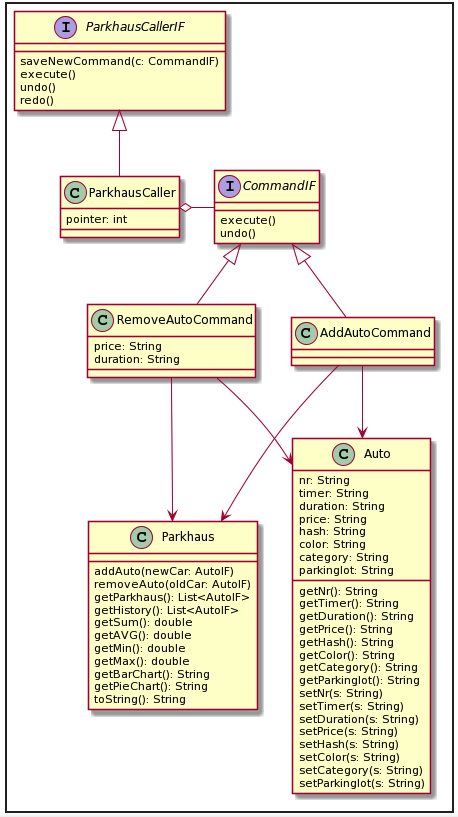 I ParkhausCallerIF
saveNewCommand(c: CommandIF)
execute()
undo()
redo()
C ParkhausCaller
pointer: int
I CommandIF
execute()
undo()
C RemoveAutoCommand
price: String
duration: String
C AddAutoCommand
C Parkhaus
addAuto(newCar: AutoIF)
removeAuto(oldCar: AutoIF)
getParkhaus(): List<AutoIF>
getHistory(): List<AutoIF>
getSum(): double
getAVG(): double
getMin(): double
getMax(): double
getBarChart(): String
getPieChart(): String
toString(): String
C Auto
nr: String
timer: String
duration: String
price: String
hash: String
color: String
category: String
parkinglot: String
getNr(): String
getTimer(): String
getDuration(): String
getPrice(): String
getHash(): String
getColor(): String
getCategory(): String
getParkinglot(): String
setNr(s: String)
setTimer(s: String)
setDuration(s: String)
setPrice(s: String)
setHash(s: String)
setColor(s: String)
setCategory(s: String)
setParkinglot(s: String)